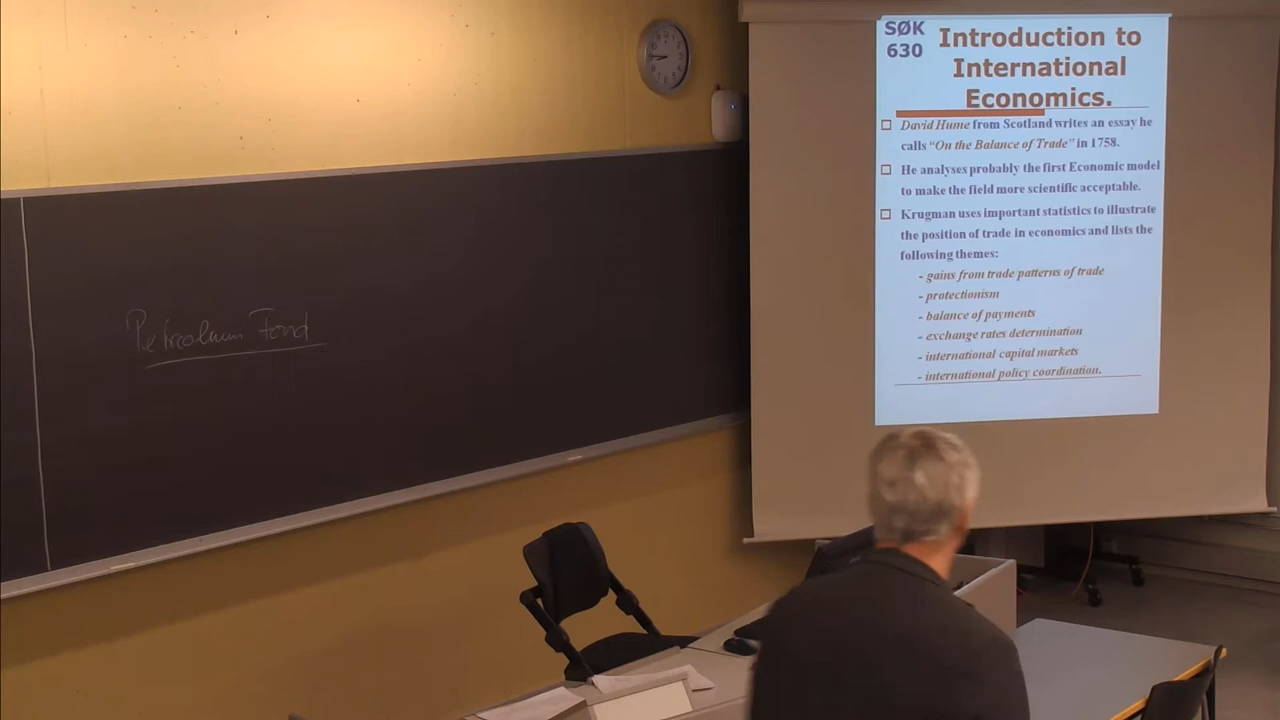 SØK
630
Introduction to
International
Economics.
David Hume from Scotland writes an essay he
calls “On the Balance of Trade” in 1758.
He analyses probably the first Economic model
to make the field more scientific acceptable.
Krugman uses important statistics to illustrate
the position of trade in economics and lists the
following themes:
- gains from trade patterns of trade
- protectionism
- balance of payments
- exchange rates determination
- international capital markets
- international policy coordination.
Petroleum Fond